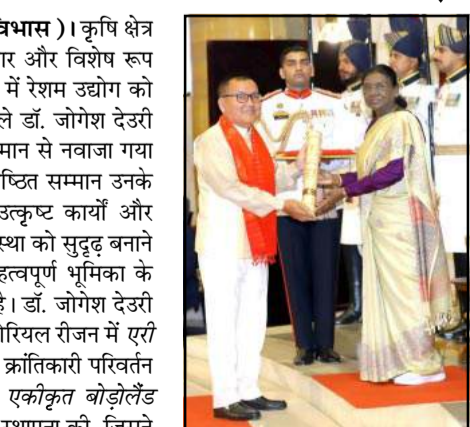 वभास )। कृषि क्षेत्र
ार और विशेष रूप
में रेशम उद्योग को
ले डॉ. जोगेश देउरी
मान से नवाजा गया
ष्ठित सम्मान उनके
उत्कृष्ट कार्यों और
स्था को सुदृढ़ बनाने
हत्वपूर्ण भूमिका के
है। डॉ. जोगेश देउरी
ोरियल रीजन में एरी
क्रांतिकारी परिवर्तन
एकीकृत बोड़ोलैंड